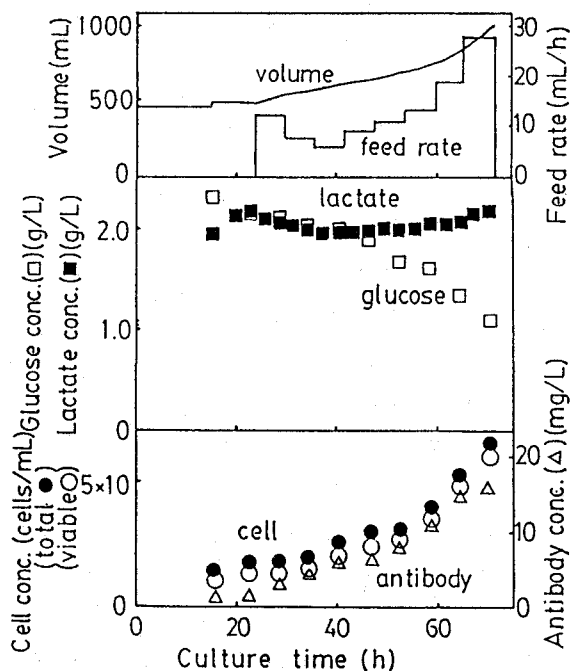 Volume (mL)
1000
500
0
volume
feed rate
30
20
10
0
Feed rate (mL/h)
Glucose conc.(□)(g/L)
Lactate conc.(■)(g/L)
2.0
1.0
0
lactate
glucose
Cell conc. (cells/mL)
(total ●)
(viable○)
5×10
0
cell
antibody
20
10
0
Antibody conc.(△)(mg/L)
0
20
40
60
Culture time (h)